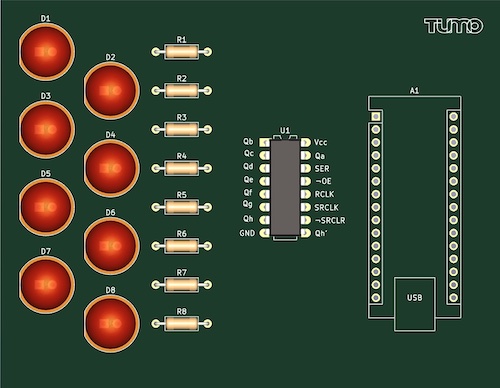 TUMO
D1
D2
D3
D4
D5
D6
D7
D8
R1
R2
R3
R4
R5
R6
R7
R8
U1
Qb Vcc
Qc Qa
Qd SER
Qe ¬OE
Qf RCLK
Qg SRCLK
Qh ¬SRCLR
GND Qh'
A1
USB